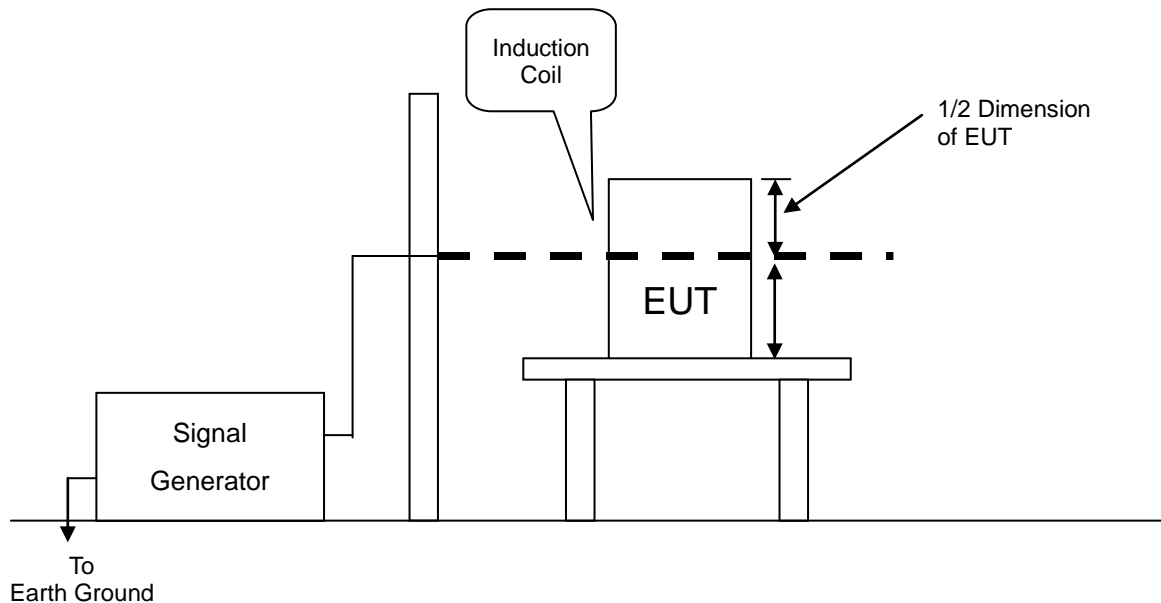 Induction
Coil
1/2 Dimension
of EUT
EUT
Signal
Generator
To
Earth Ground